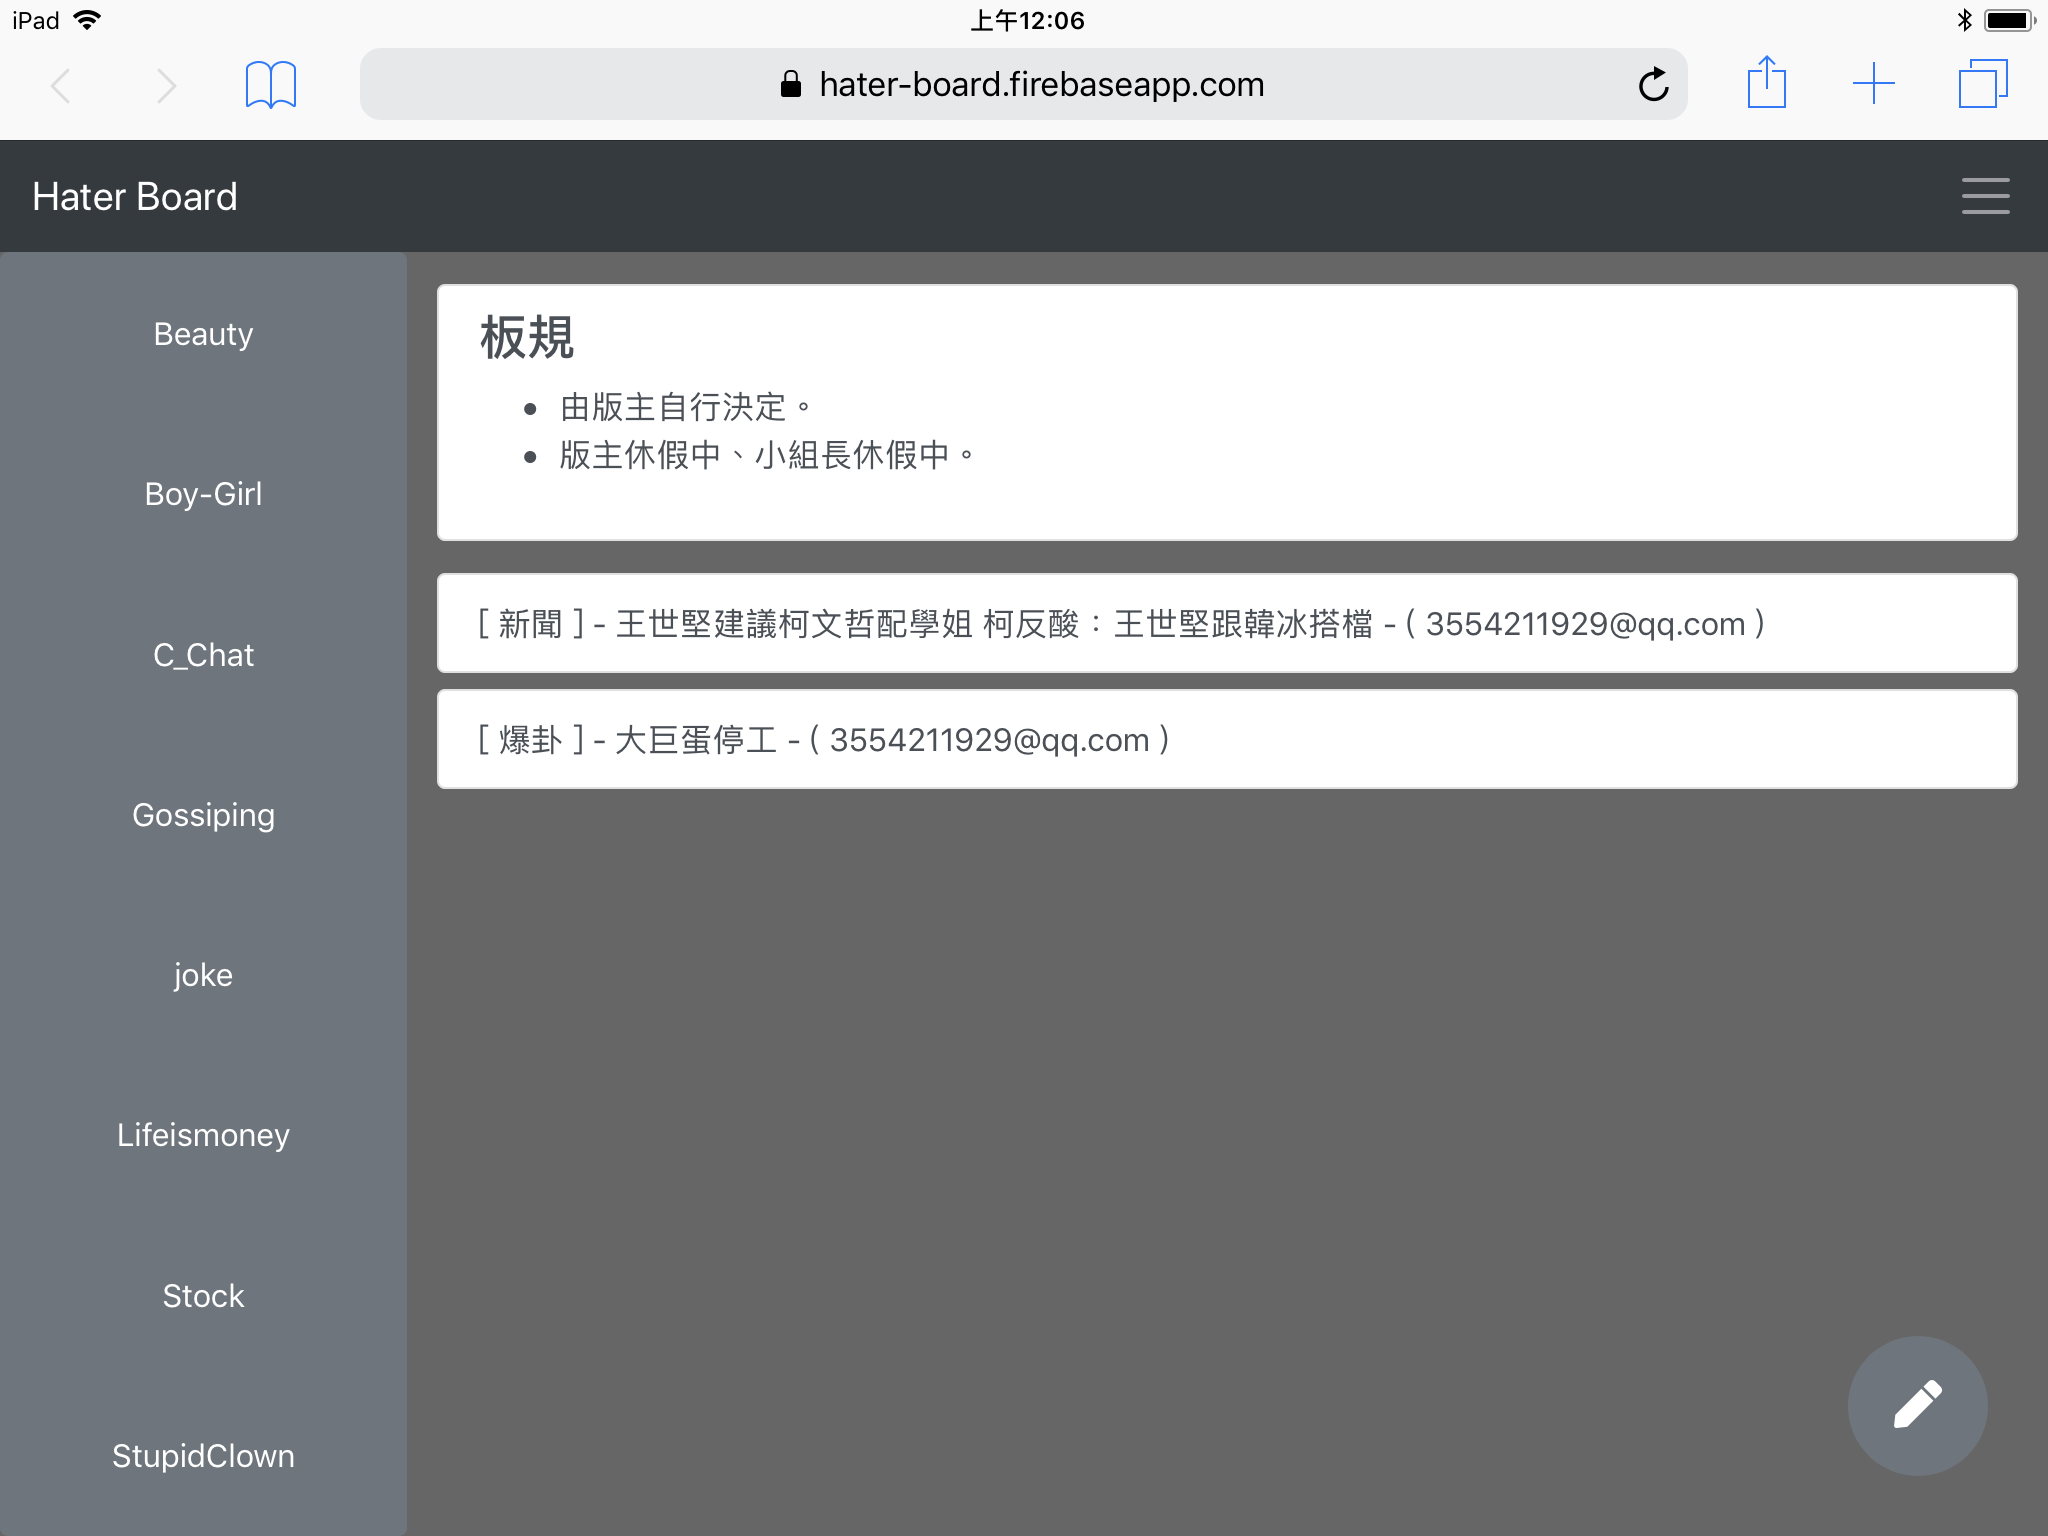 iPad
上午12:06
hater-board.firebaseapp.com
Hater Board
Beauty
Boy-Girl
C_Chat
Gossiping
joke
Lifeismoney
Stock
StupidClown
板規
由版主自行決定。
版主休假中、小組長休假中。
[ 新聞 ] - 王世堅建議柯文哲配學姐 柯反酸：王世堅跟韓冰搭檔 - ( 3554211929@qq.com )
[ 爆卦 ] - 大巨蛋停工 - ( 3554211929@qq.com )